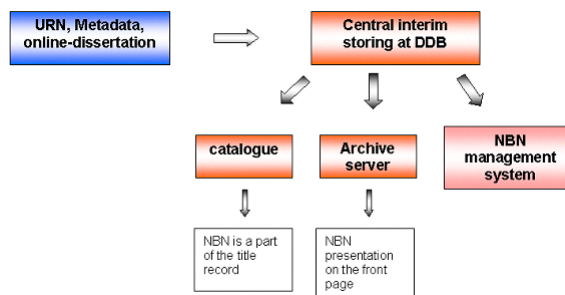 URN, Metadata,
online-dissertation
Central interim
storing at DDB
catalogue
Archive
server
NBN
management
system
NBN is a part
of the title
record
NBN
presentation
on the front
page